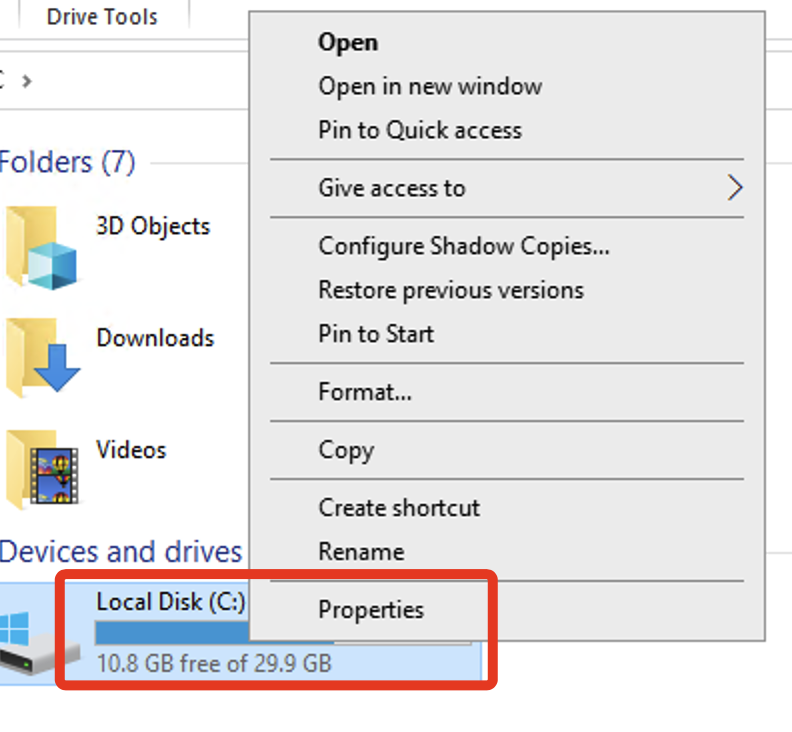 Drive Tools
Open
Open in new window
Pin to Quick access
Folders (7)
Give access to
3D Objects
Configure Shadow Copies...
Restore previous versions
Downloads
Pin to Start
Format...
Videos
Copy
Create shortcut
Devices and drives
Rename
Local Disk (C:)
Properties
10.8 GB free of 29.9 GB